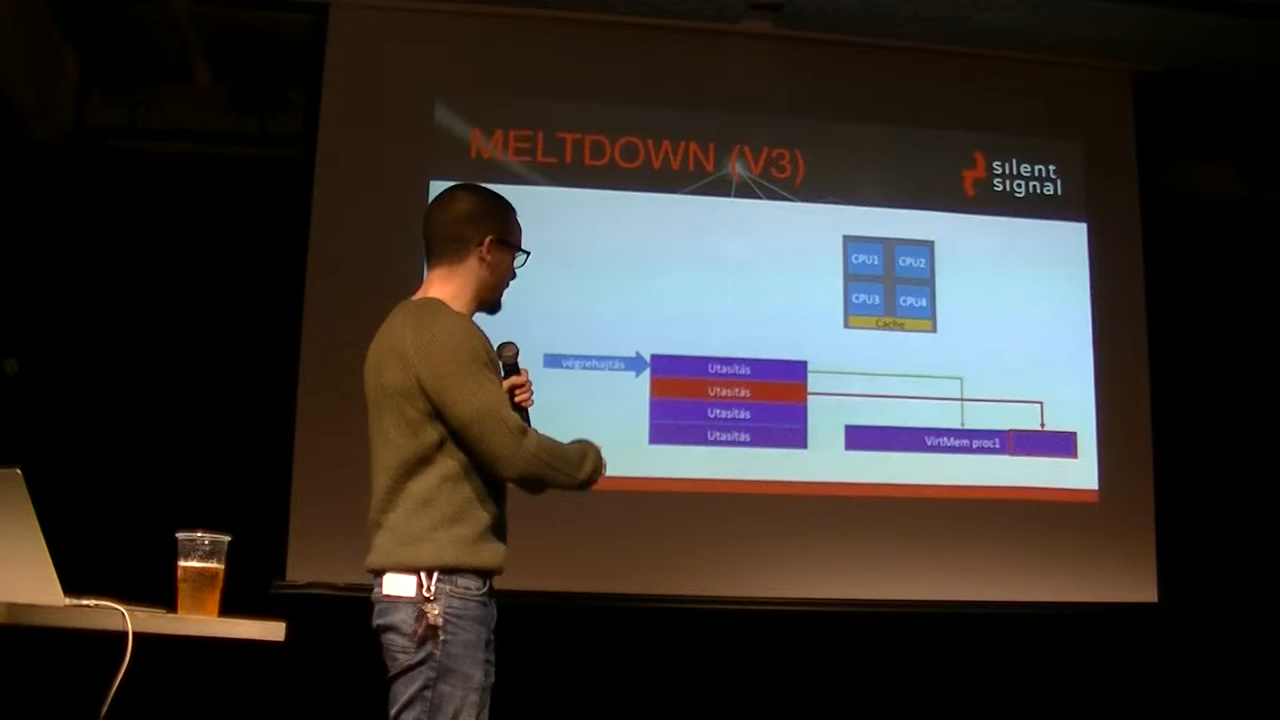 MELTDOWN (V3)
silent
signal
CPU1 CPU2
CPU3 CPU4
Cache
végrehajtás
Utasítás
Utasítás
Utasítás
Utasítás
VirtMem proc1